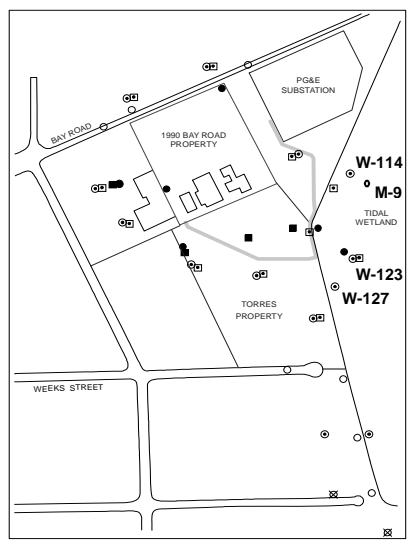 PG&E
SUBSTATION
BAY ROAD
1990 BAY ROAD
PROPERTY
W-114
M-9
TIDAL
WETLAND
W-123
W-127
TORRES
PROPERTY
WEEKS STREET